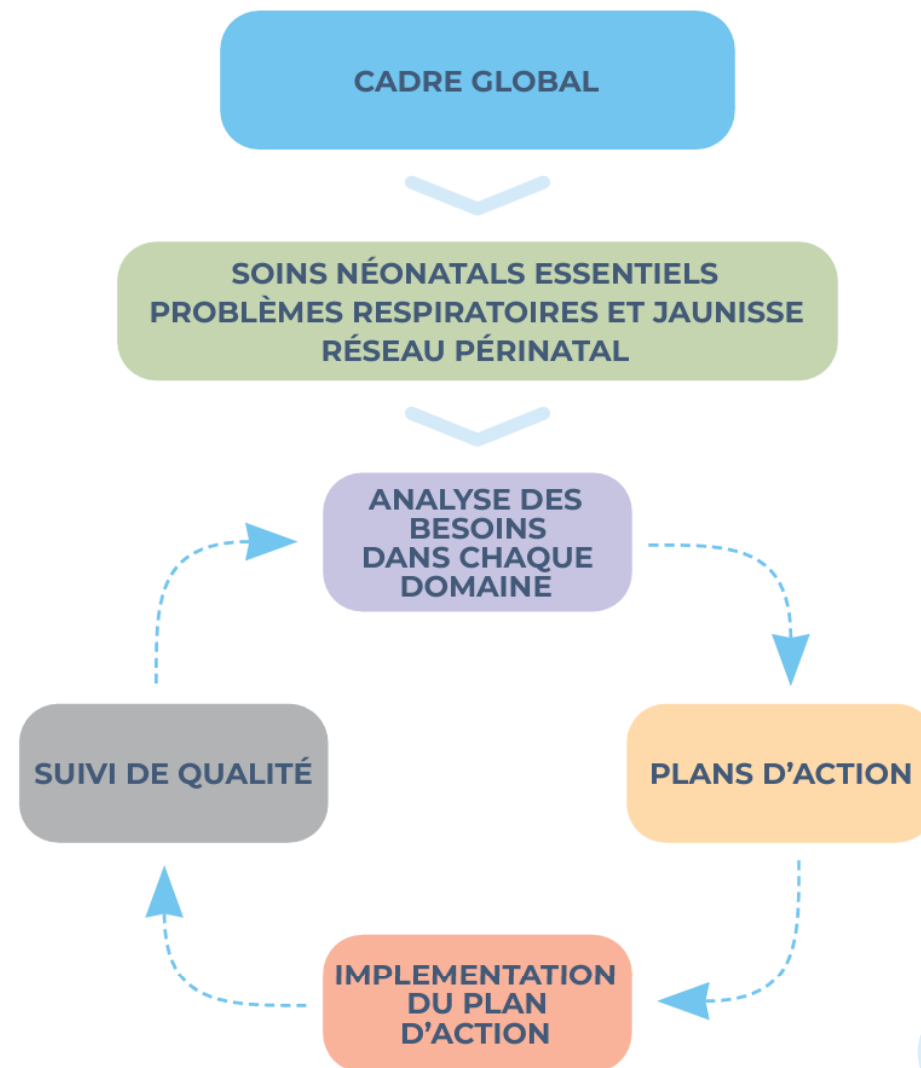 CADRE GLOBAL
SOINS NÉONATALS ESSENTIELS
PROBLÈMES RESPIRATOIRES ET JAUNISSE
RÉSEAU PÉRINATAL
ANALYSE DES
BESOINS
DANS CHAQUE
DOMAINE
SUIVI DE QUALITÉ
PLANS D’ACTION
IMPLEMENTATION
DU PLAN
D’ACTION